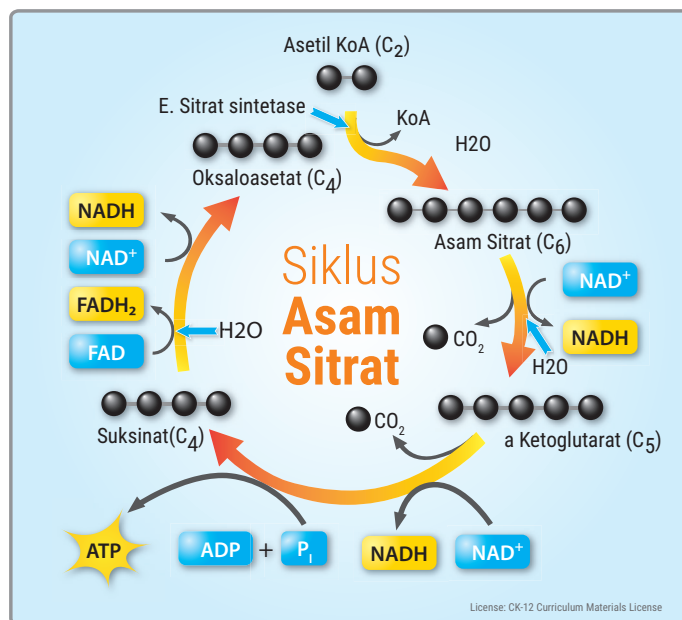 Asetil KoA (C₂)
E. Sitrat sintetase
KoA
H2O
Oksaloasetat (C₄)
Asam Sitrat (C₆)
NADH
NAD⁺
FADH₂
FAD
H2O
Siklus
Asam
Sitrat
NAD⁺
CO₂
NADH
H2O
Suksinat(C₄)
CO₂
a Ketoglutarat (C₅)
ATP
ADP + Pᵢ
NADH
NAD⁺
License: CK-12 Curriculum Materials License